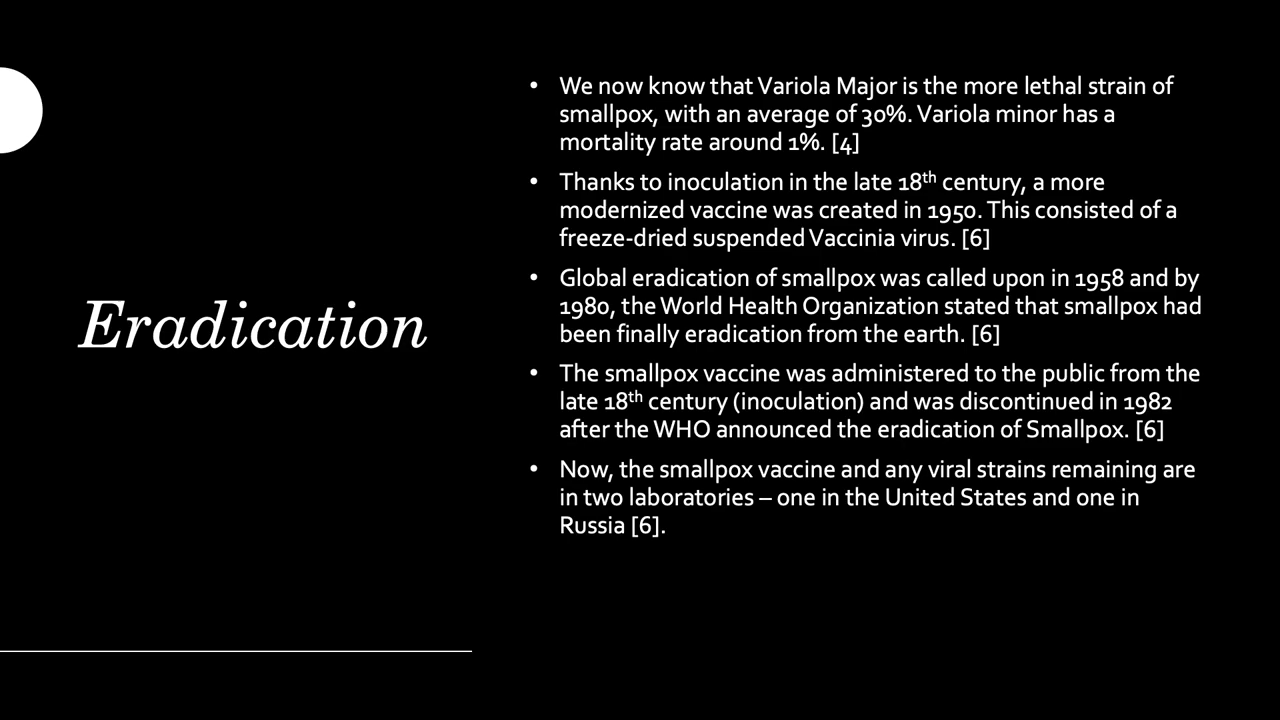 Eradication
• We now know that Variola Major is the more lethal strain of
smallpox, with an average of 30%. Variola minor has a
mortality rate around 1%. [4]
• Thanks to inoculation in the late 18th century, a more
modernized vaccine was created in 1950. This consisted of a
freeze-dried suspended Vaccinia virus. [6]
• Global eradication of smallpox was called upon in 1958 and by
1980, the World Health Organization stated that smallpox had
been finally eradication from the earth. [6]
• The smallpox vaccine was administered to the public from the
late 18th century (inoculation) and was discontinued in 1982
after the WHO announced the eradication of Smallpox. [6]
• Now, the smallpox vaccine and any viral strains remaining are
in two laboratories – one in the United States and one in
Russia [6].